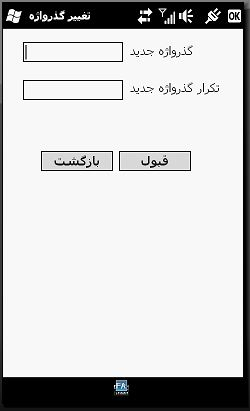 تغییر گذرواژه OK
گذرواژه جدید
تکرار گذرواژه جدید
قبول بازگشت
FA